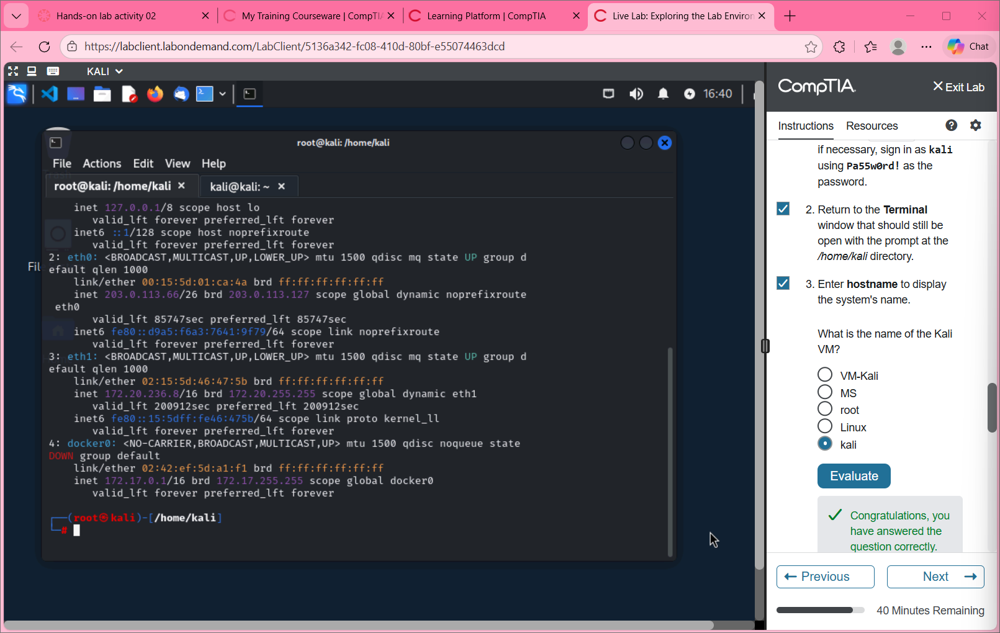 Hands-on lab activity 02
My Training Courseware | CompTIA
Learning Platform | CompTIA
Live Lab: Exploring the Lab Environ
https://labclient.labondemand.com/LabClient/5136a342-fc08-410d-80bf-e55074463dcd
Chat
KALI
16:40
root@kali: /home/kali
File Actions Edit View Help
root@kali: /home/kali
kali@kali: ~
inet 127.0.0.1/8 scope host lo
valid_lft forever preferred_lft forever
inet6 ::1/128 scope host noprefixroute
valid_lft forever preferred_lft forever
2: eth0: <BROADCAST,MULTICAST,UP,LOWER_UP> mtu 1500 qdisc mq state UP group d
efault qlen 1000
link/ether 00:15:5d:01:ca:4a brd ff:ff:ff:ff:ff:ff
inet 203.0.113.66/26 brd 203.0.113.127 scope global dynamic noprefixroute
eth0
valid_lft 85747sec preferred_lft 85747sec
inet6 fe80::d9a5:f6a3:7641:9f79/64 scope link noprefixroute
valid_lft forever preferred_lft forever
3: eth1: <BROADCAST,MULTICAST,UP,LOWER_UP> mtu 1500 qdisc mq state UP group d
efault qlen 1000
link/ether 02:15:5d:46:47:5b brd ff:ff:ff:ff:ff:ff
inet 172.20.236.8/16 brd 172.20.255.255 scope global dynamic eth1
valid_lft 200912sec preferred_lft 200912sec
inet6 fe80::15:5dff:fe46:475b/64 scope link proto kernel_ll
valid_lft forever preferred_lft forever
4: docker0: <NO-CARRIER,BROADCAST,MULTICAST,UP> mtu 1500 qdisc noqueue state
DOWN group default
link/ether 02:42:ef:5d:a1:f1 brd ff:ff:ff:ff:ff:ff
inet 172.17.0.1/16 brd 172.17.255.255 scope global docker0
valid_lft forever preferred_lft forever
┌──(root㉿kali)-[/home/kali]
└─#
CompTIA.
Exit Lab
Instructions
Resources
if necessary, sign in as kali
using Pa55w0rd! as the
password.
2. Return to the Terminal
window that should still be
open with the prompt at the
/home/kali directory.
3. Enter hostname to display
the system's name.
What is the name of the Kali
VM?
VM-Kali
MS
root
Linux
kali
Evaluate
Congratulations, you
have answered the
question correctly.
Previous
Next
40 Minutes Remaining